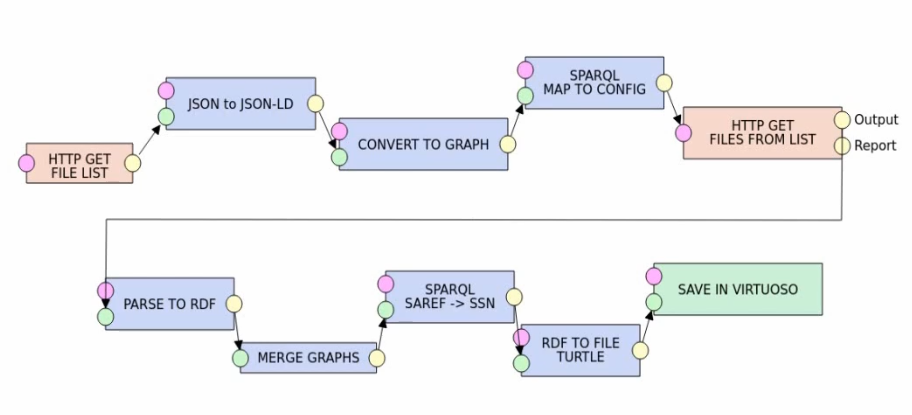 HTTP GET
FILE LIST
JSON to JSON-LD
CONVERT TO GRAPH
SPARQL
MAP TO CONFIG
HTTP GET
FILES FROM LIST
Output
Report
PARSE TO RDF
MERGE GRAPHS
SPARQL
SAREF -> SSN
RDF TO FILE
TURTLE
SAVE IN VIRTUOSO